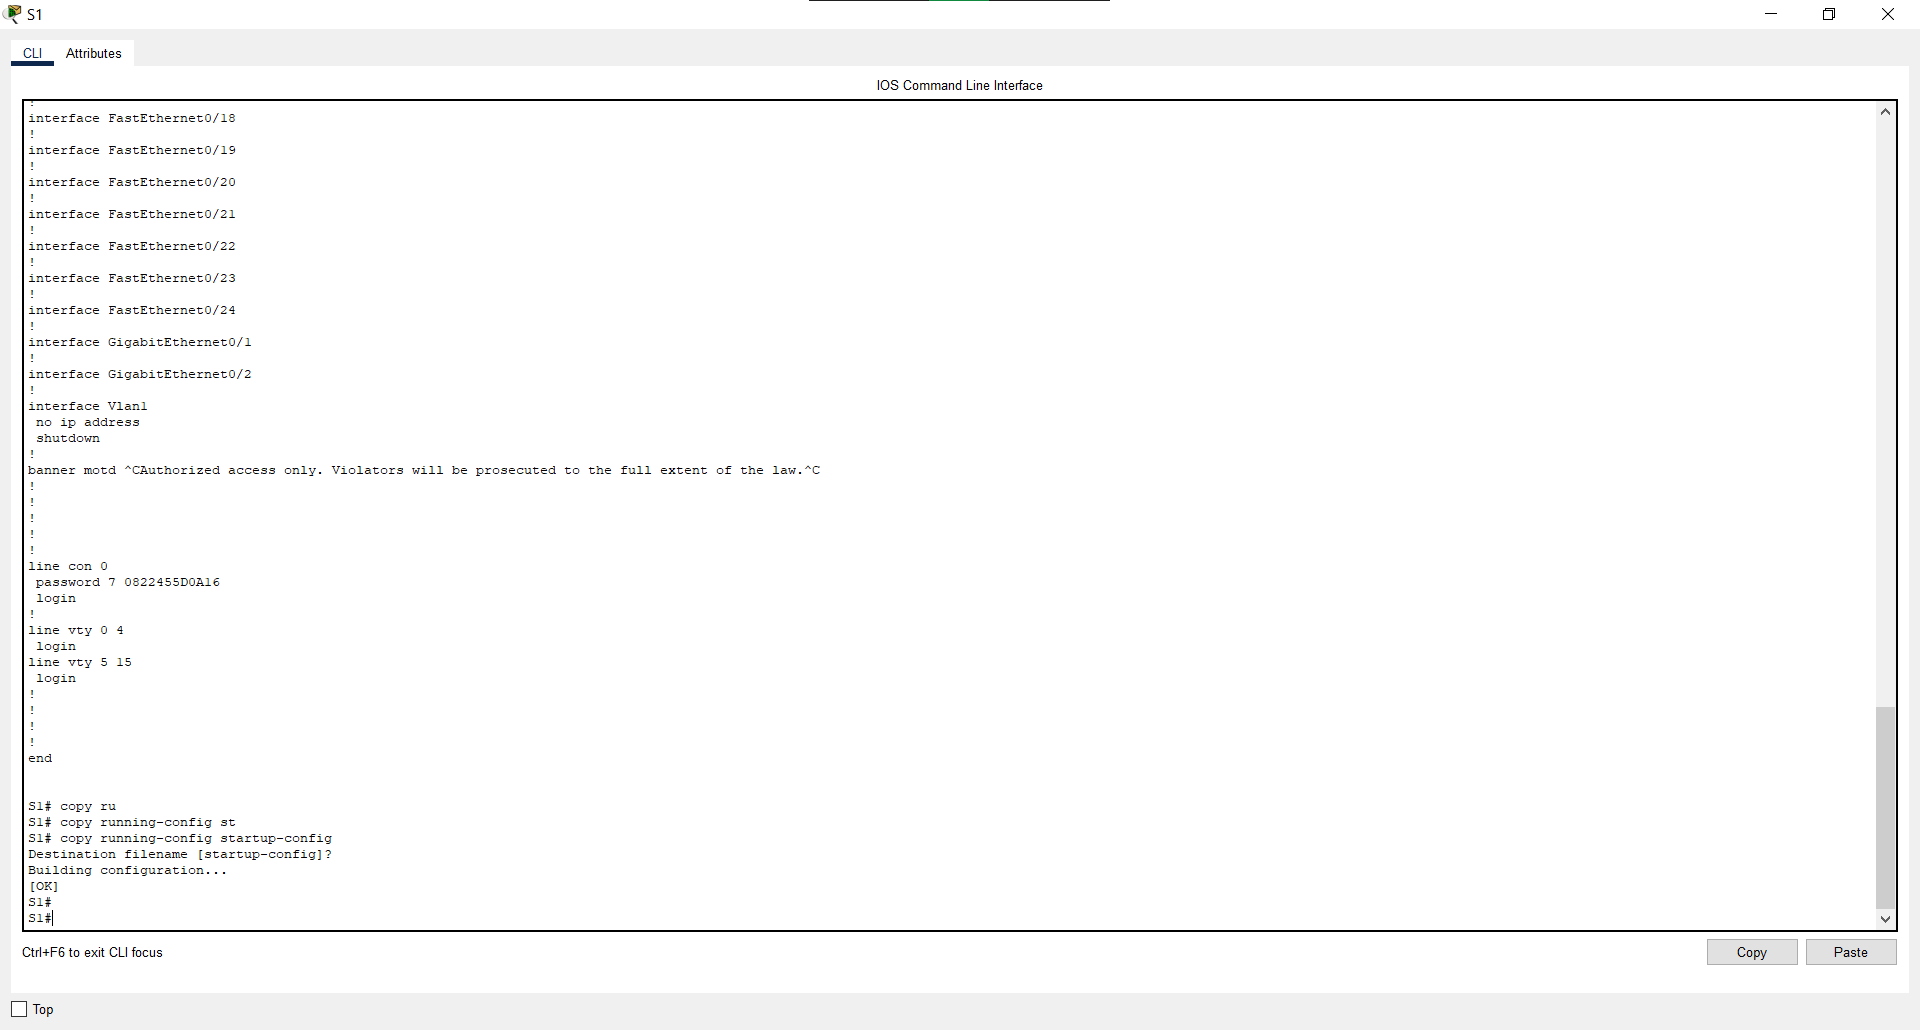 S1
CLI Attributes
IOS Command Line Interface
!
interface FastEthernet0/18
!
interface FastEthernet0/19
!
interface FastEthernet0/20
!
interface FastEthernet0/21
!
interface FastEthernet0/22
!
interface FastEthernet0/23
!
interface FastEthernet0/24
!
interface GigabitEthernet0/1
!
interface GigabitEthernet0/2
!
interface Vlan1
 no ip address
 shutdown
!
banner motd ^CAuthorized access only. Violators will be prosecuted to the full extent of the law.^C
!
!
!
!
!
line con 0
 password 7 0822455D0A16
 login
!
line vty 0 4
 login
line vty 5 15
 login
!
!
!
!
end
S1# copy ru
S1# copy running-config st
S1# copy running-config startup-config
Destination filename [startup-config]?
Building configuration...
[OK]
S1#
S1#
Ctrl+F6 to exit CLI focus
Copy Paste
Top